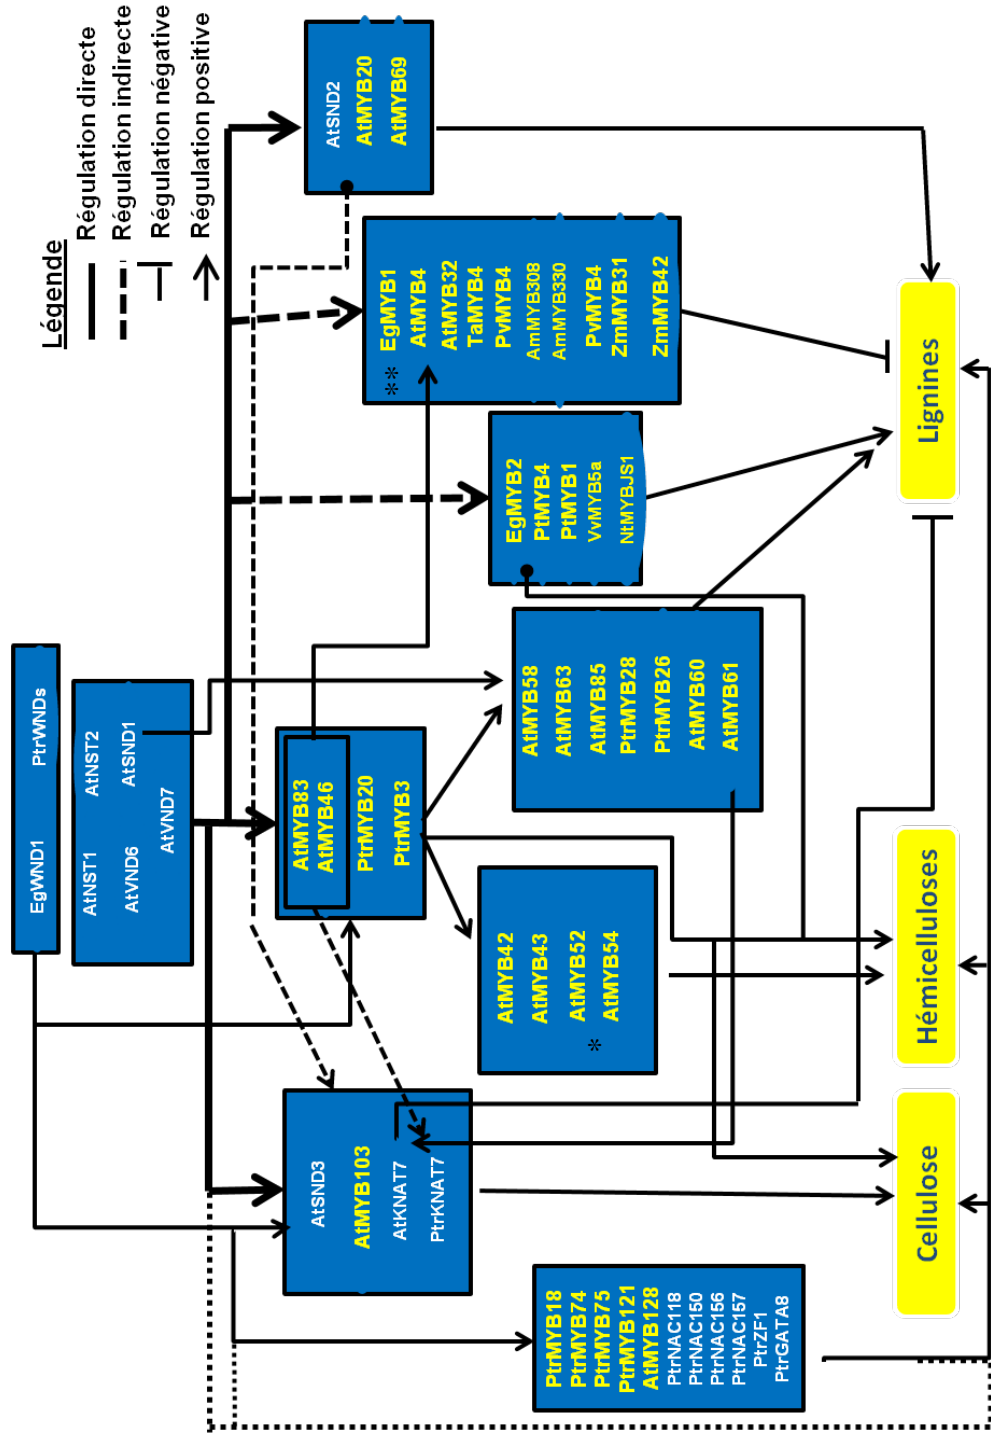 Légende
Régulation directe
Régulation indirecte
Régulation négative
Régulation positive
EgWND1 PtrWNDs
AtNST1 AtNST2
AtVND6 AtSND1
AtVND7
AtSND3
AtMYB103
AtKNAT7
PtrKNAT7
AtMYB83
AtMYB46
PtrMYB20
PtrMYB3
AtSND2
AtMYB20
AtMYB69
PtrMYB18
PtrMYB74
PtrMYB75
PtrMYB121
AtMYB128
PtrNAC118
PtrNAC150
PtrNAC156
PtrNAC157
PtrZF1
PtrGATA8
AtMYB42
AtMYB43
AtMYB52
* AtMYB54
AtMYB58
AtMYB63
AtMYB85
PtrMYB28
PtrMYB26
AtMYB60
AtMYB61
EgMYB2
PtMYB4
PtMYB1
VvMYB5a
NtMYBJS1
** EgMYB1
AtMYB4
AtMYB32
TaMYB4
PvMYB4
AmMYB308
AmMYB330
PvMYB4
ZmMYB31
ZmMYB42
Cellulose
Hémicelluloses
Lignines